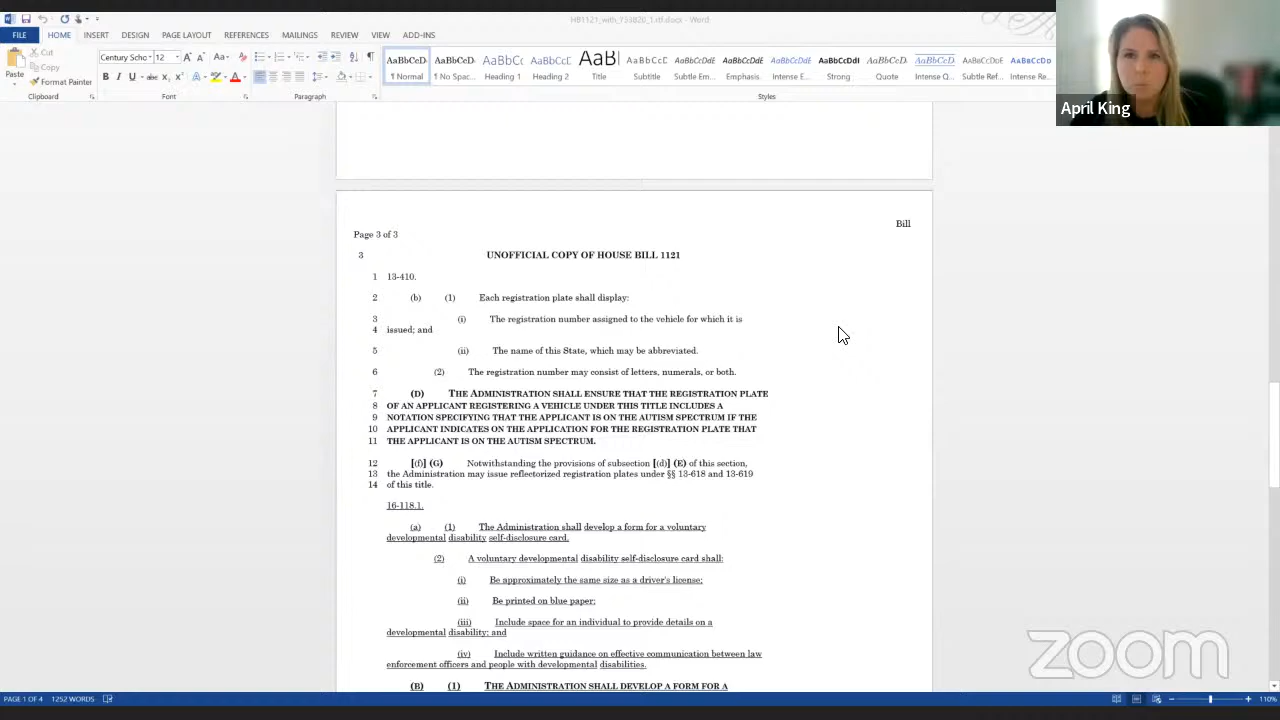 HB1121_with_753820_1.rtf.docx - Word
FILE HOME INSERT DESIGN PAGE LAYOUT REFERENCES MAILINGS REVIEW VIEW ADD-INS
Cut
Copy
Format Painter
Paste
Century Scho 12
Clipboard Font Paragraph Styles
¶ Normal ¶ No Spac... Heading 1 Heading 2 Title Subtitle Subtle Em... Emphasis Intense E... Strong Quote Intense Q... Subtle Ref... Intense Re...
April King
Bill
Page 3 of 3
3 UNOFFICIAL COPY OF HOUSE BILL 1121
1 13-410.
2 (b) (1) Each registration plate shall display:
3 (i) The registration number assigned to the vehicle for which it is
4 issued; and
5 (ii) The name of this State, which may be abbreviated.
6 (2) The registration number may consist of letters, numerals, or both.
7 (D) THE ADMINISTRATION SHALL ENSURE THAT THE REGISTRATION PLATE
8 OF AN APPLICANT REGISTERING A VEHICLE UNDER THIS TITLE INCLUDES A
9 NOTATION SPECIFYING THAT THE APPLICANT IS ON THE AUTISM SPECTRUM IF THE
10 APPLICANT INDICATES ON THE APPLICATION FOR THE REGISTRATION PLATE THAT
11 THE APPLICANT IS ON THE AUTISM SPECTRUM.
12 [(f)] (G) Notwithstanding the provisions of subsection [(d)] (E) of this section,
13 the Administration may issue reflectorized registration plates under §§ 13-618 and 13-619
14 of this title.
16-118.1.
(a) (1) The Administration shall develop a form for a voluntary
developmental disability self-disclosure card.
(2) A voluntary developmental disability self-disclosure card shall:
(i) Be approximately the same size as a driver's license;
(ii) Be printed on blue paper;
(iii) Include space for an individual to provide details on a
developmental disability; and
(iv) Include written guidance on effective communication between law
enforcement officers and people with developmental disabilities.
(B) (1) THE ADMINISTRATION SHALL DEVELOP A FORM FOR A
zoom
PAGE 1 OF 4 1252 WORDS
110%